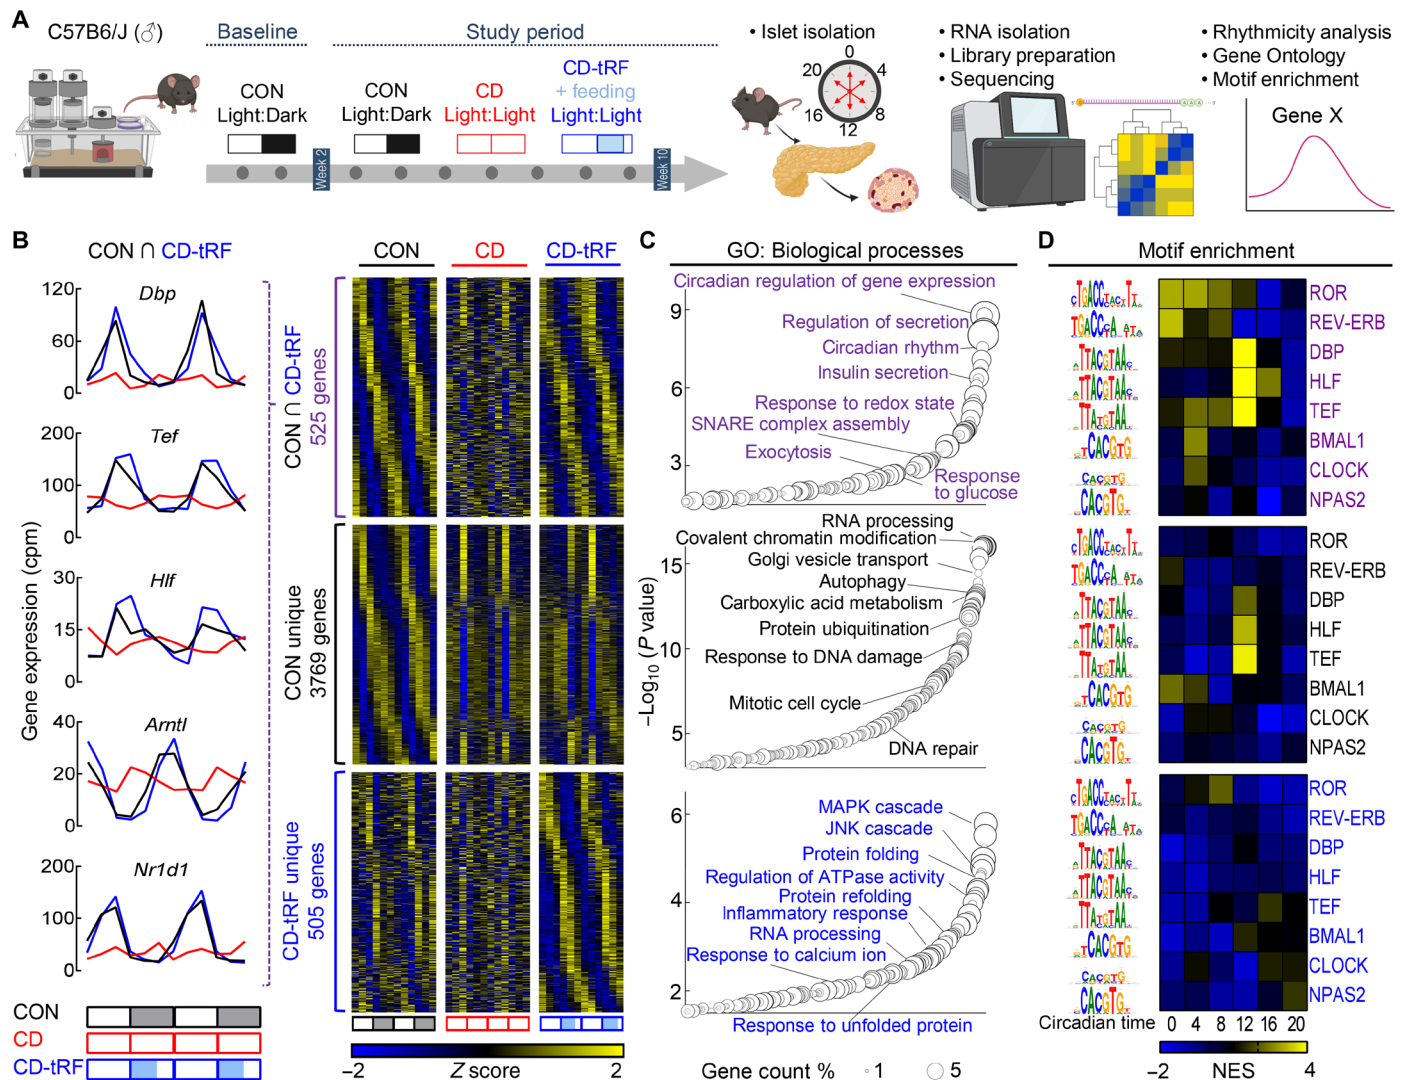 A
C57B6/J (♂)
Baseline
Study period
CON
Light:Dark
CON
Light:Dark
CD
Light:Light
CD-tRF
+ feeding
Light:Light
Week 2
Week 10
• Islet isolation
0
4
8
12
16
20
• RNA isolation
• Library preparation
• Sequencing
• Rhythmicity analysis
• Gene Ontology
• Motif enrichment
Gene X
B
CON ∩ CD-tRF
Gene expression (cpm)
Dbp
120
60
0
Tef
200
100
0
Hlf
30
15
0
Arntl
40
20
0
Nr1d1
200
100
0
CON
CD
CD-tRF
CON
CD
CD-tRF
CON ∩ CD-tRF
525 genes
CON unique
3769 genes
CD-tRF unique
505 genes
−2
Z score
2
C
GO: Biological processes
−Log10 (P value)
9
6
3
Circadian regulation of gene expression
Regulation of secretion
Circadian rhythm
Insulin secretion
Response to redox state
SNARE complex assembly
Exocytosis
Response
to glucose
15
10
5
RNA processing
Covalent chromatin modification
Golgi vesicle transport
Autophagy
Carboxylic acid metabolism
Protein ubiquitination
Response to DNA damage
Mitotic cell cycle
DNA repair
6
4
2
MAPK cascade
JNK cascade
Protein folding
Regulation of ATPase activity
Protein refolding
Inflammatory response
RNA processing
Response to calcium ion
Response to unfolded protein
Gene count %
1
5
D
Motif enrichment
ROR
REV-ERB
DBP
HLF
TEF
BMAL1
CLOCK
NPAS2
ROR
REV-ERB
DBP
HLF
TEF
BMAL1
CLOCK
NPAS2
ROR
REV-ERB
DBP
HLF
TEF
BMAL1
CLOCK
NPAS2
Circadian time
0 4 8 12 16 20
−2
NES
4